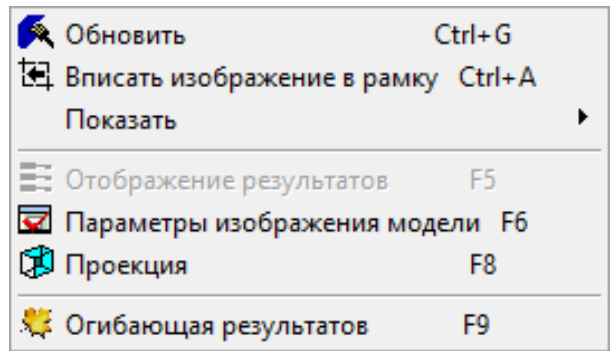 Обновить Ctrl+G
Вписать изображение в рамку Ctrl+A
Показать
Отображение результатов F5
Параметры изображения модели F6
Проекция F8
Огибающая результатов F9